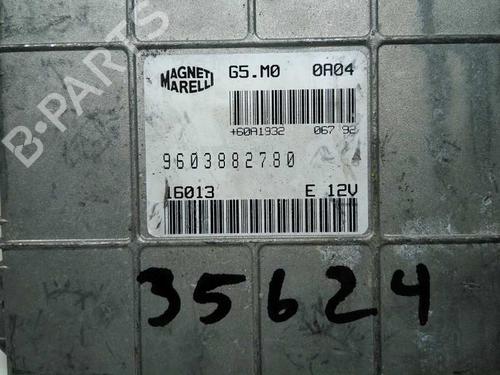 MAGNETI MARELLI G5.M0 0A04
+60A1932 067 92
9603882780
16013 E 12V
35624
B-PARTS